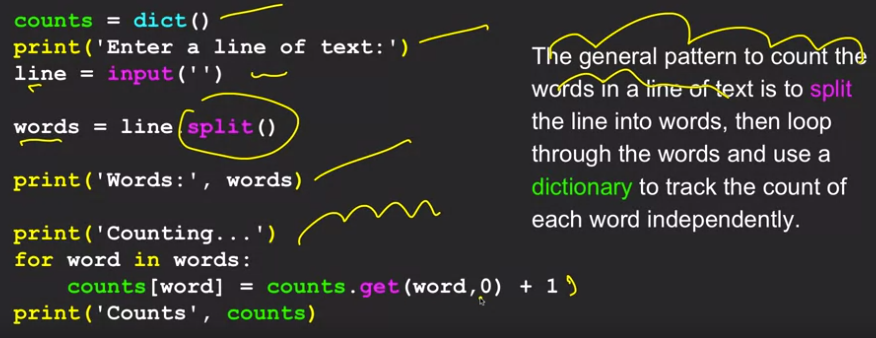 counts = dict()
print('Enter a line of text:')
line = input('')
words = line.split()
print('Words:', words)
print('Counting...')
for word in words:
    counts[word] = counts.get(word,0) + 1
print('Counts', counts)
The general pattern to count the
words in a line of text is to split
the line into words, then loop
through the words and use a
dictionary to track the count of
each word independently.